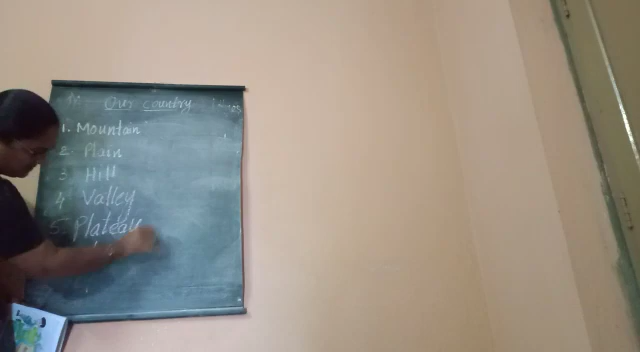 Our country
1. Mountain
2. Plain
3. Hill
4 Valley
5. Plateau